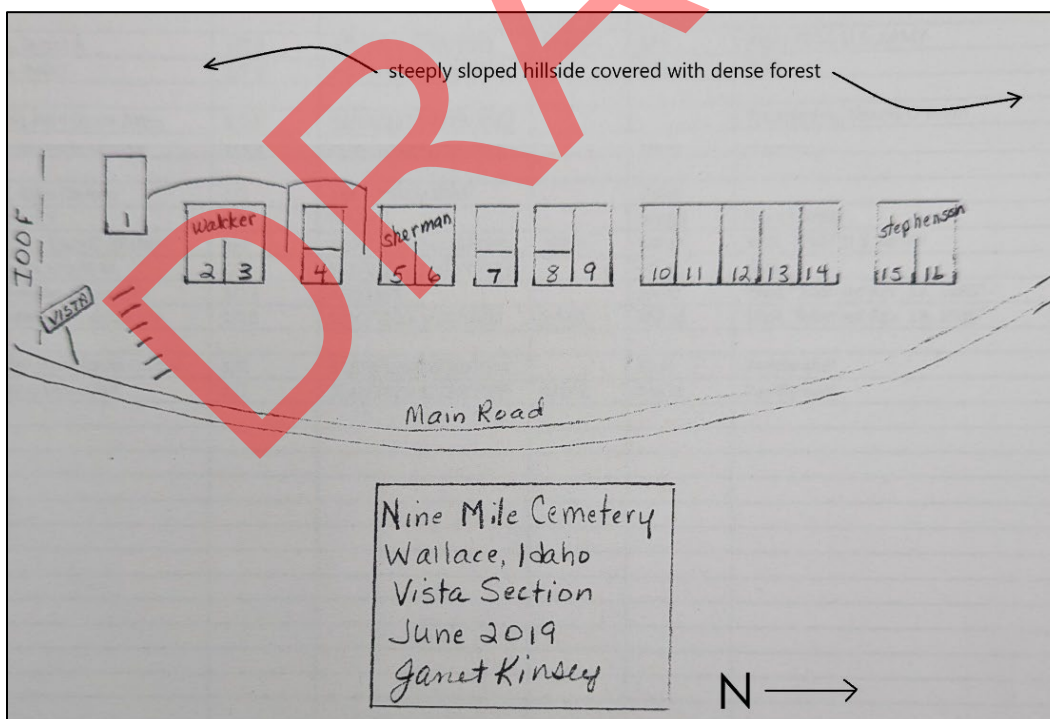 steeply sloped hillside covered with dense forest
IOOF
1
Walker
2 3
4
Sherman
5 6
7
8 9
10 11 12 13 14
Stephenson
15 16
VISTA
Main Road
Nine Mile Cemetery
Wallace, Idaho
Vista Section
June 2019
Janet Kinsey
N
DRA